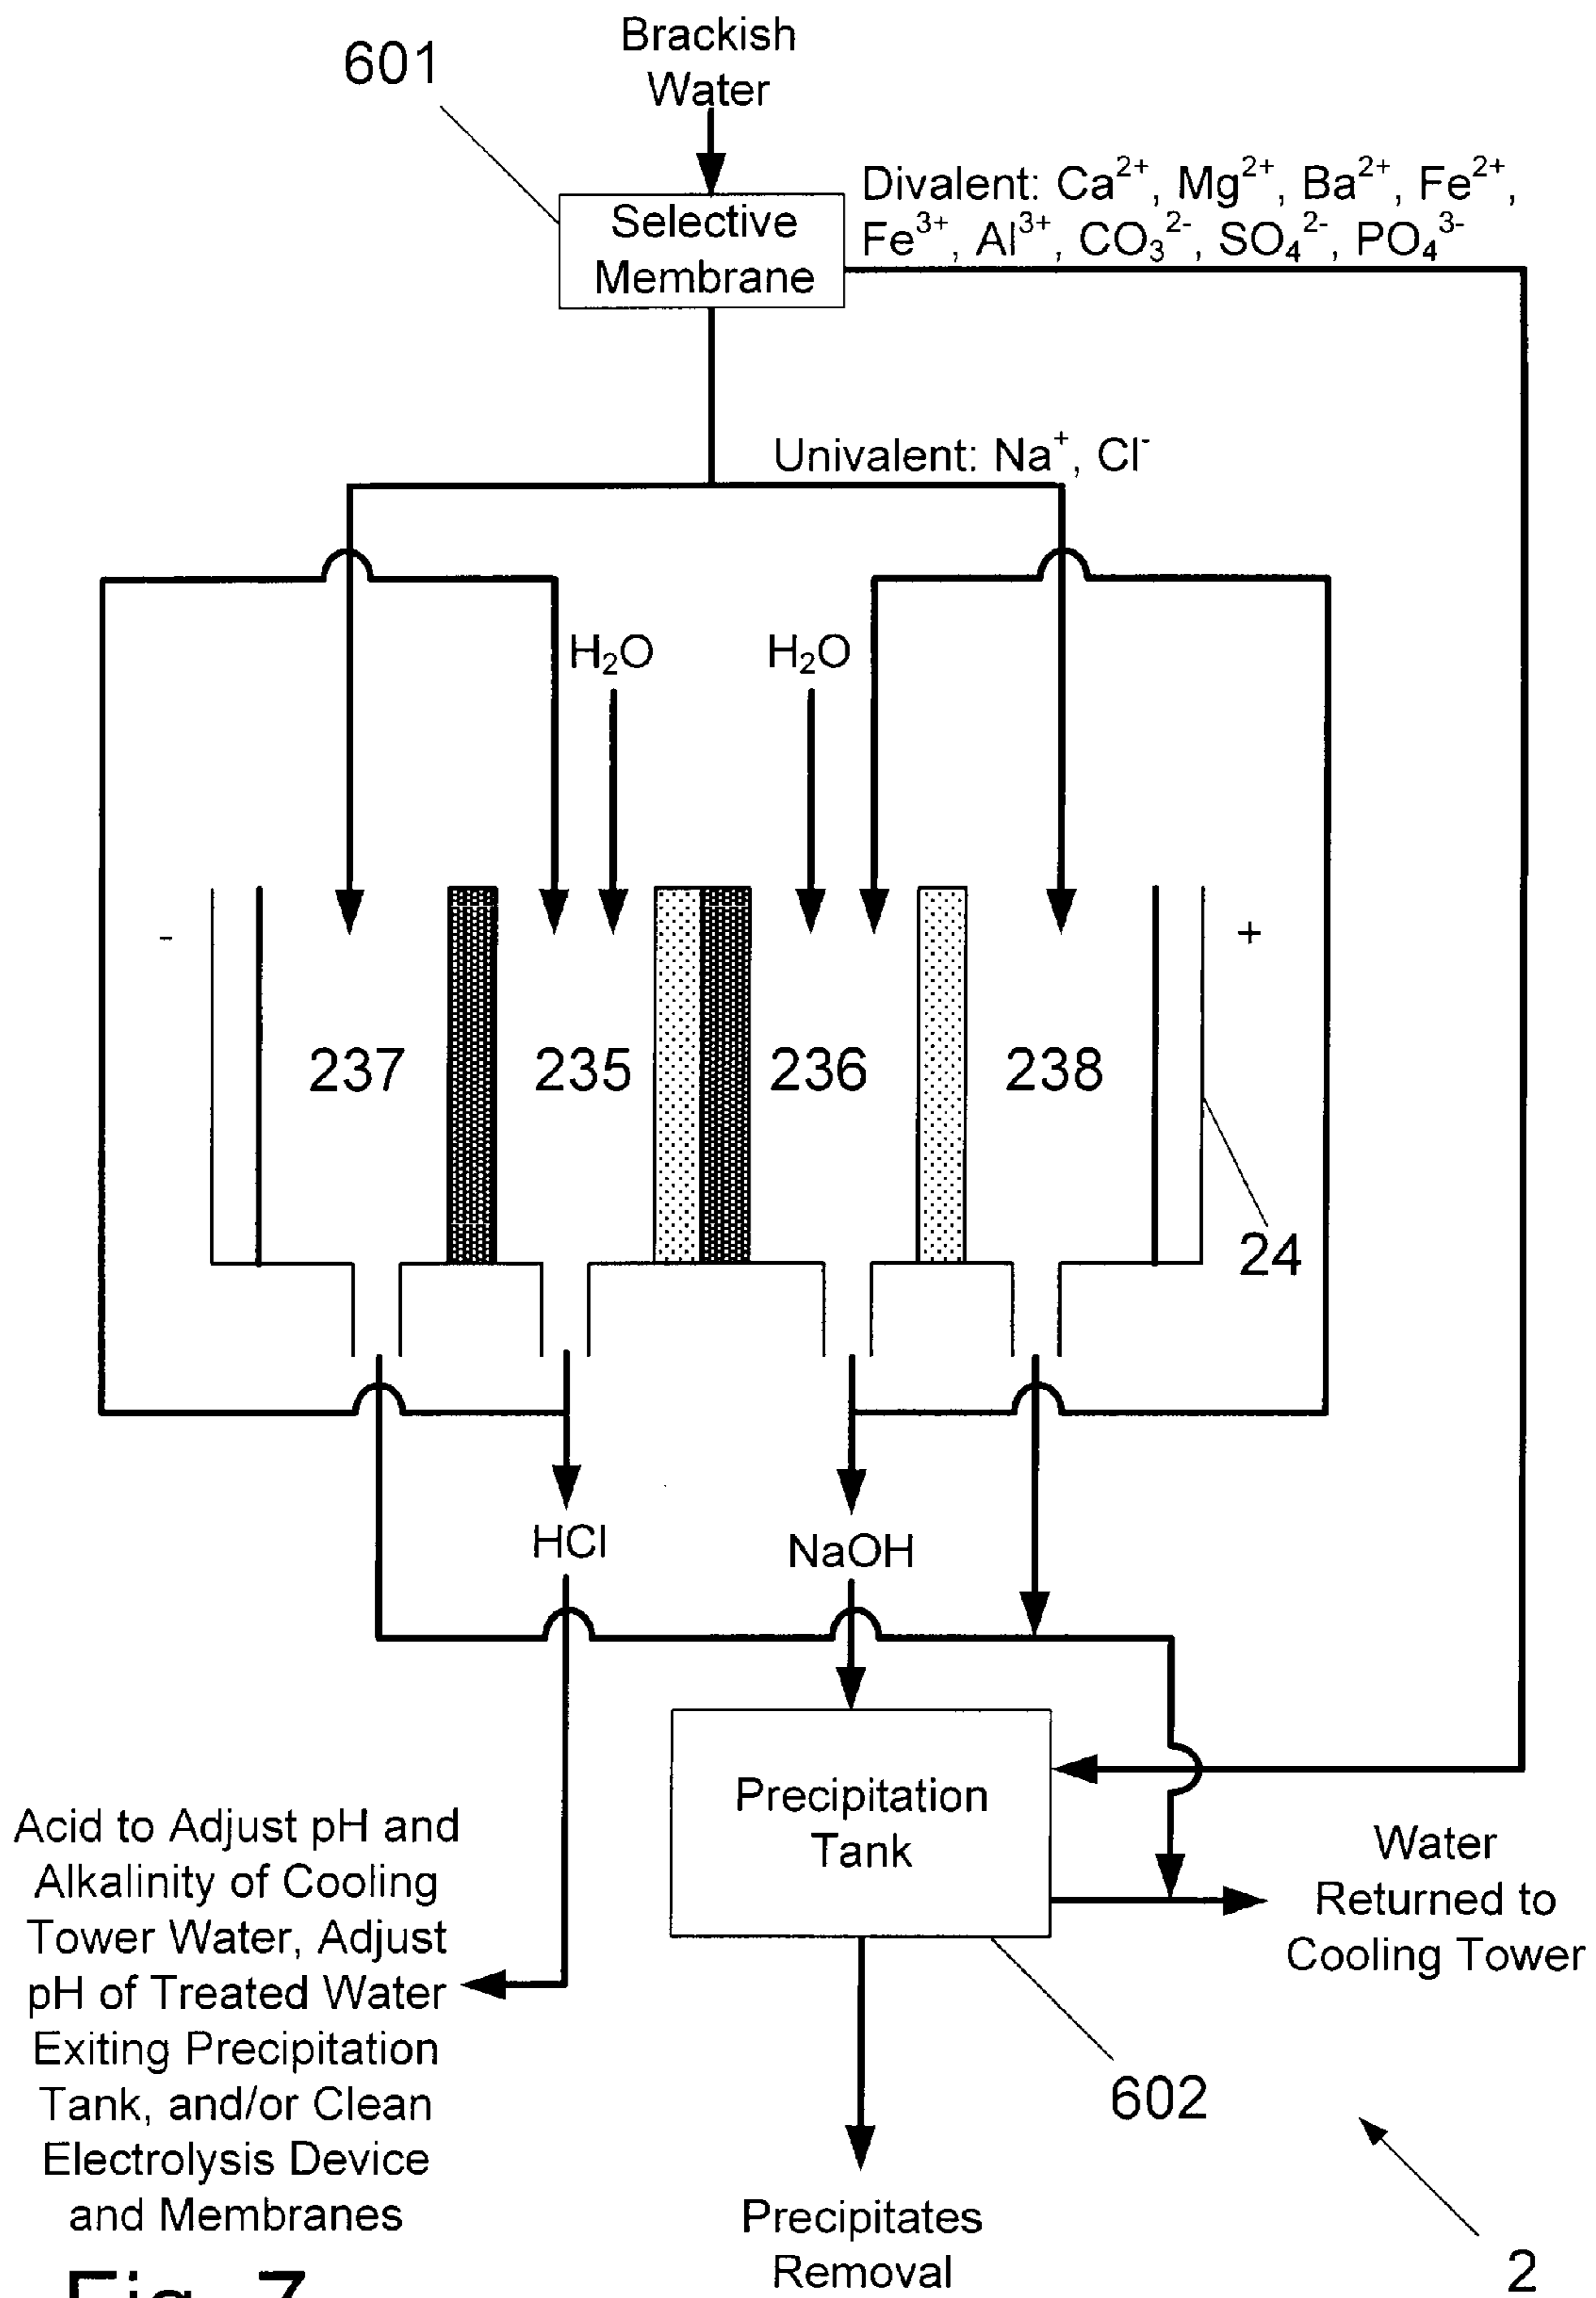 Brackish
Water
601
Selective
Membrane
Divalent: Ca²⁺, Mg²⁺, Ba²⁺, Fe²⁺,
Fe³⁺, Al³⁺, CO₃²⁻, SO₄²⁻, PO₄³⁻
Univalent: Na⁺, Cl⁻
H₂O
H₂O
-
+
237
235
236
238
24
HCl
NaOH
Precipitation
Tank
Acid to Adjust pH and
Alkalinity of Cooling
Tower Water, Adjust
pH of Treated Water
Exiting Precipitation
Tank, and/or Clean
Electrolysis Device
and Membranes
Water
Returned to
Cooling Tower
602
Precipitates
Removal
2
Fig. 7